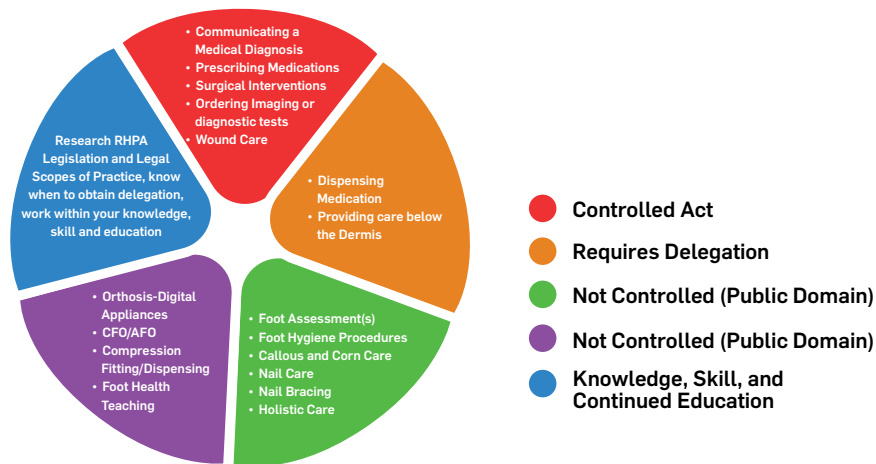 • Communicating a
Medical Diagnosis
• Prescribing Medications
• Surgical Interventions
• Ordering Imaging or
diagnostic tests
• Wound Care
• Dispensing
Medication
• Providing care below
the Dermis
• Foot Assessment(s)
• Foot Hygiene Procedures
• Callous and Corn Care
• Nail Care
• Nail Bracing
• Holistic Care
• Orthosis-Digital
Appliances
• CFO/AFO
• Compression
Fitting/Dispensing
• Foot Health
Teaching
Research RHPA
Legislation and Legal
Scopes of Practice, know
when to obtain delegation,
work within your knowledge,
skill and education
Controlled Act
Requires Delegation
Not Controlled (Public Domain)
Not Controlled (Public Domain)
Knowledge, Skill, and
Continued Education